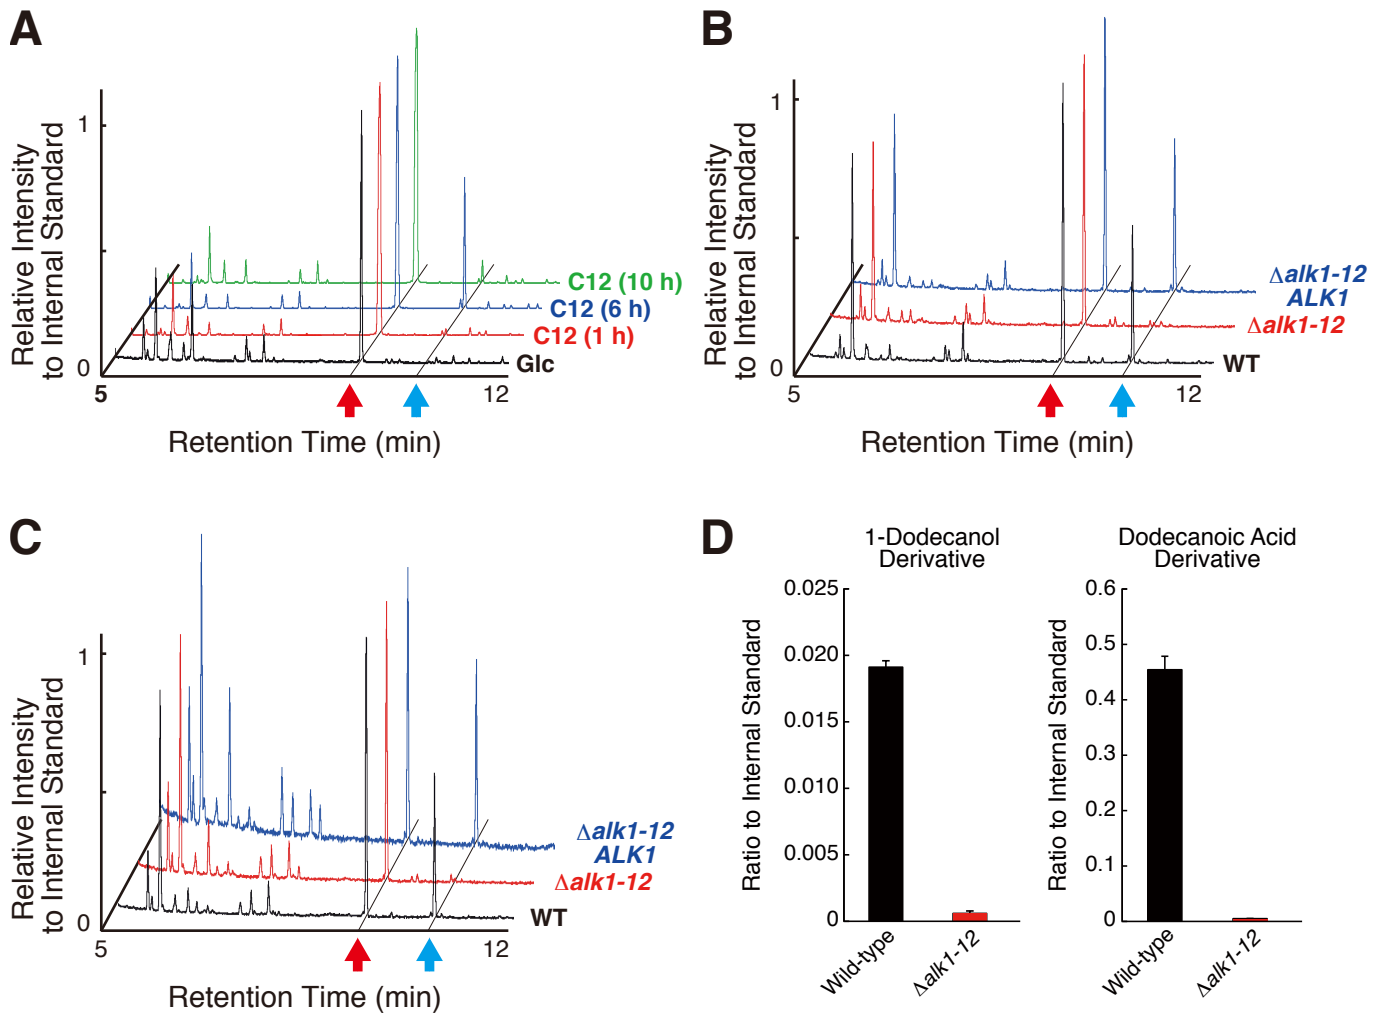 A
Relative Intensity
to Internal Standard
1
0
5
12
C12 (10 h)
C12 (6 h)
C12 (1 h)
Glc
Retention Time (min)
B
Relative Intensity
to Internal Standard
1
0
5
12
Δalk1-12
ALK1
Δalk1-12
WT
Retention Time (min)
C
Relative Intensity
to Internal Standard
1
0
5
12
Δalk1-12
ALK1
Δalk1-12
WT
Retention Time (min)
D
1-Dodecanol
Derivative
Ratio to Internal Standard
0.025
0.020
0.015
0.010
0.005
0
Wild-type
Δalk1-12
Dodecanoic Acid
Derivative
Ratio to Internal Standard
0.6
0.5
0.4
0.3
0.2
0.1
0
Wild-type
Δalk1-12